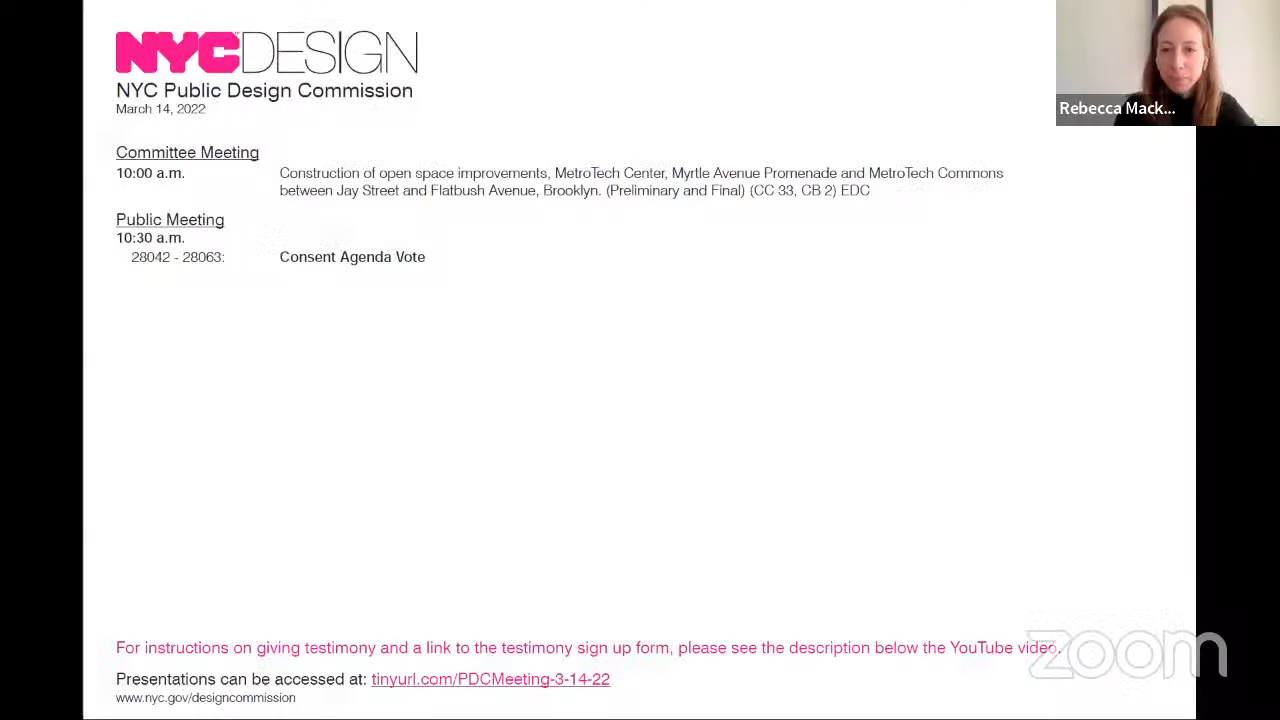 NYCDESIGN
NYC Public Design Commission
March 14, 2022
Rebecca Mack...
Committee Meeting
10:00 a.m.
Construction of open space improvements, MetroTech Center, Myrtle Avenue Promenade and MetroTech Commons
between Jay Street and Flatbush Avenue, Brooklyn. (Preliminary and Final) (CC 33, CB 2) EDC
Public Meeting
10:30 a.m.
28042 - 28063:
Consent Agenda Vote
For instructions on giving testimony and a link to the testimony sign up form, please see the description below the YouTube video.
zoom
Presentations can be accessed at: tinyurl.com/PDCMeeting-3-14-22
www.nyc.gov/designcommission